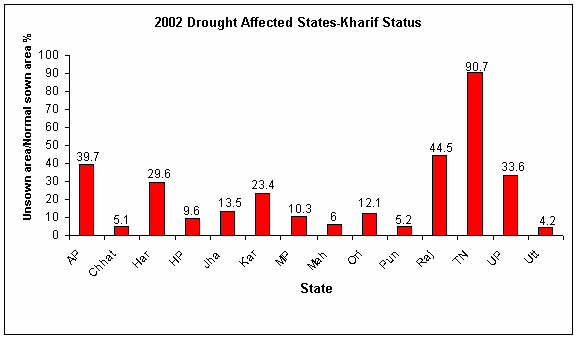 2002 Drought Affected States-Kharif Status
Unsown area/Normal sown area %
100
90
80
70
60
50
40
30
20
10
0
39.7
5.1
29.6
9.6
13.5
23.4
10.3
6
12.1
5.2
44.5
90.7
33.6
4.2
AP
Chhat
Har
HP
Jha
Kar
MP
Mah
Ori
Pun
Raj
TN
UP
Utt
State